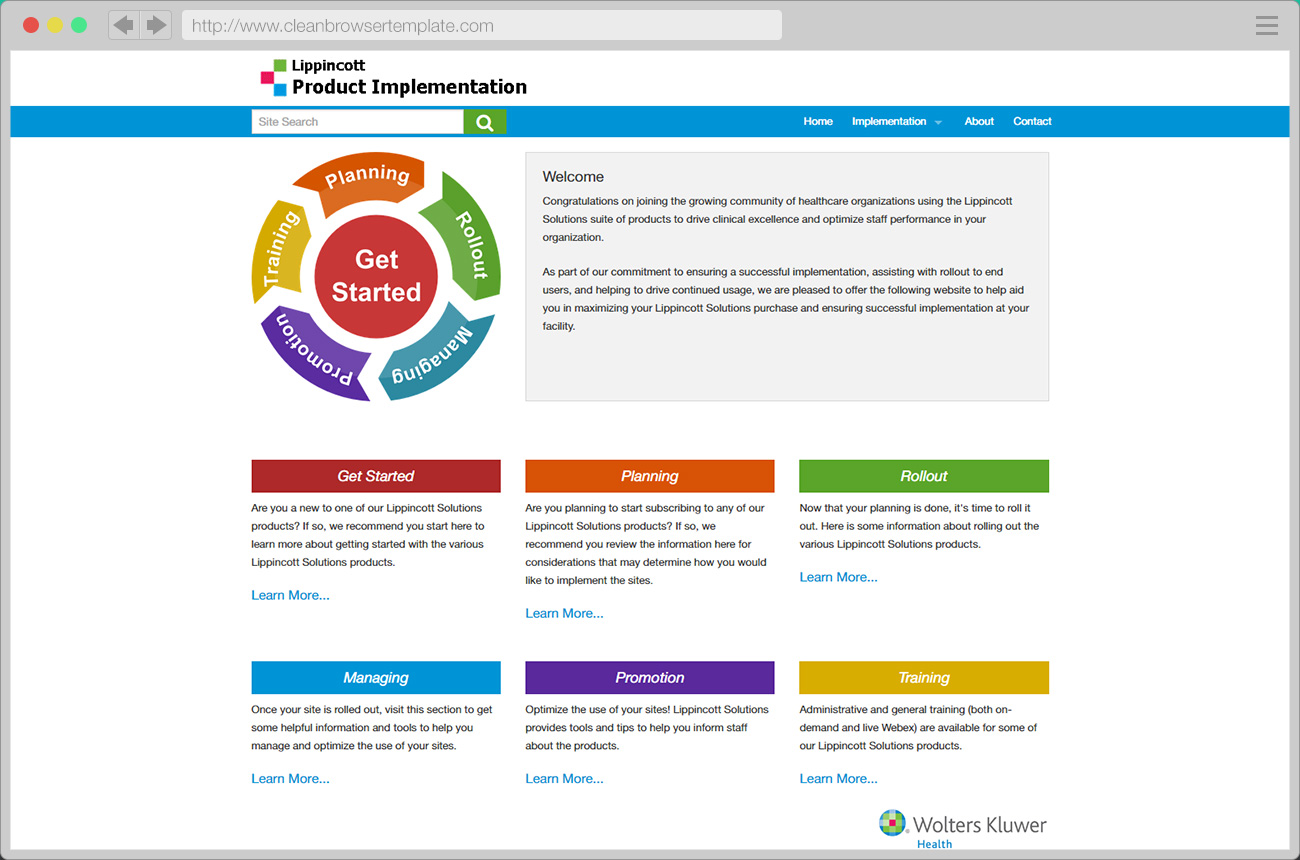 http://www.cleanbrowsertemplate.com
Lippincott
Product Implementation
Site Search
Home
Implementation
About
Contact
Planning
Rollout
Managing
Promotion
Training
Get
Started
Welcome
Congratulations on joining the growing community of healthcare organizations using the Lippincott
Solutions suite of products to drive clinical excellence and optimize staff performance in your
organization.
As part of our commitment to ensuring a successful implementation, assisting with rollout to end
users, and helping to drive continued usage, we are pleased to offer the following website to help aid
you in maximizing your Lippincott Solutions purchase and ensuring successful implementation at your
facility.
Get Started
Are you a new to one of our Lippincott Solutions
products? If so, we recommend you start here to
learn more about getting started with the various
Lippincott Solutions products.
Learn More...
Planning
Are you planning to start subscribing to any of our
Lippincott Solutions products? If so, we
recommend you review the information here for
considerations that may determine how you would
like to implement the sites.
Learn More...
Rollout
Now that your planning is done, it's time to roll it
out. Here is some information about rolling out the
various Lippincott Solutions products.
Learn More...
Managing
Once your site is rolled out, visit this section to get
some helpful information and tools to help you
manage and optimize the use of your sites.
Learn More...
Promotion
Optimize the use of your sites! Lippincott Solutions
provides tools and tips to help you inform staff
about the products.
Learn More...
Training
Administrative and general training (both on-
demand and live Webex) are available for some of
our Lippincott Solutions products.
Learn More...
Wolters Kluwer
Health